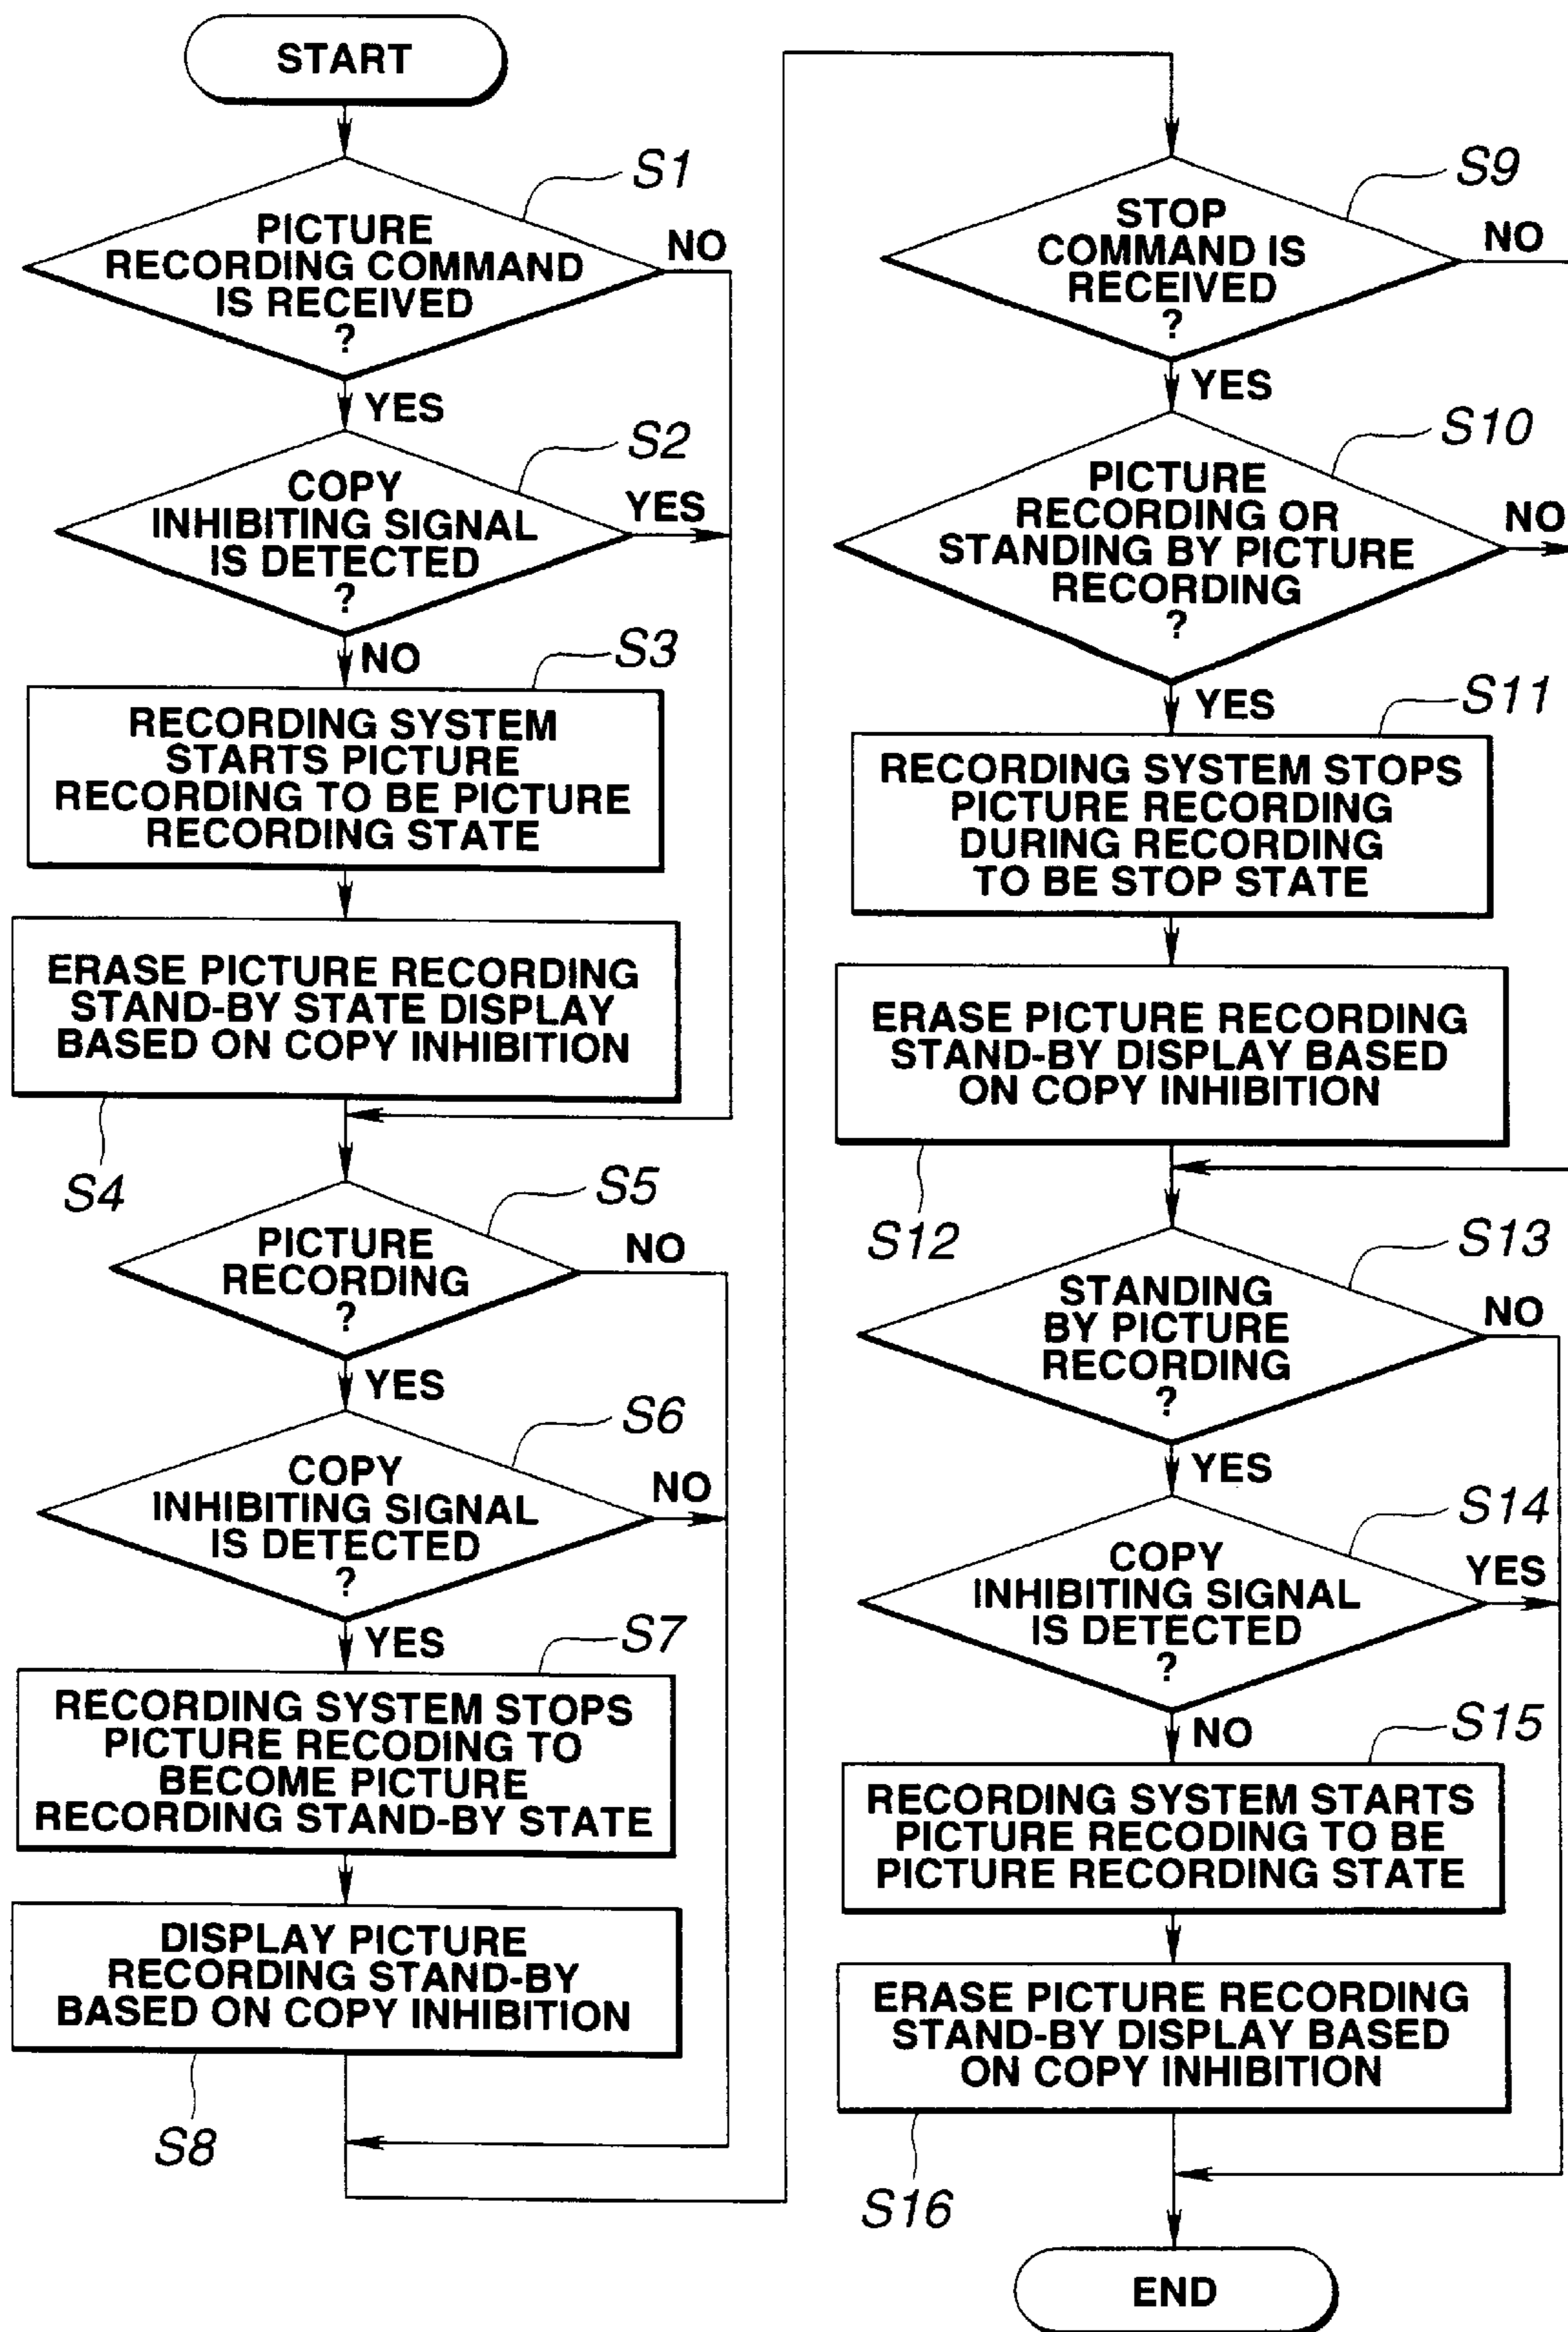 START
S1
PICTURE
RECORDING COMMAND
IS RECEIVED
?
NO
YES
S2
COPY
INHIBITING SIGNAL
IS DETECTED
?
YES
NO
S3
RECORDING SYSTEM
STARTS PICTURE
RECORDING TO BE PICTURE
RECORDING STATE
ERASE PICTURE RECORDING
STAND-BY STATE DISPLAY
BASED ON COPY INHIBITION
S4
S5
PICTURE
RECORDING
?
NO
YES
S6
COPY
INHIBITING SIGNAL
IS DETECTED
?
NO
YES
S7
RECORDING SYSTEM STOPS
PICTURE RECODING TO
BECOME PICTURE
RECORDING STAND-BY STATE
DISPLAY PICTURE
RECORDING STAND-BY
BASED ON COPY INHIBITION
S8
S9
STOP
COMMAND IS
RECEIVED
?
NO
YES
S10
PICTURE
RECORDING OR
STANDING BY PICTURE
RECORDING
?
NO
YES
S11
RECORDING SYSTEM STOPS
PICTURE RECORDING
DURING RECORDING
TO BE STOP STATE
ERASE PICTURE RECORDING
STAND-BY DISPLAY BASED
ON COPY INHIBITION
S12
S13
STANDING
BY PICTURE
RECORDING
?
NO
YES
S14
COPY
INHIBITING SIGNAL
IS DETECTED
?
YES
NO
S15
RECORDING SYSTEM STARTS
PICTURE RECODING TO BE
PICTURE RECORDING STATE
ERASE PICTURE RECORDING
STAND-BY DISPLAY BASED
ON COPY INHIBITION
S16
END